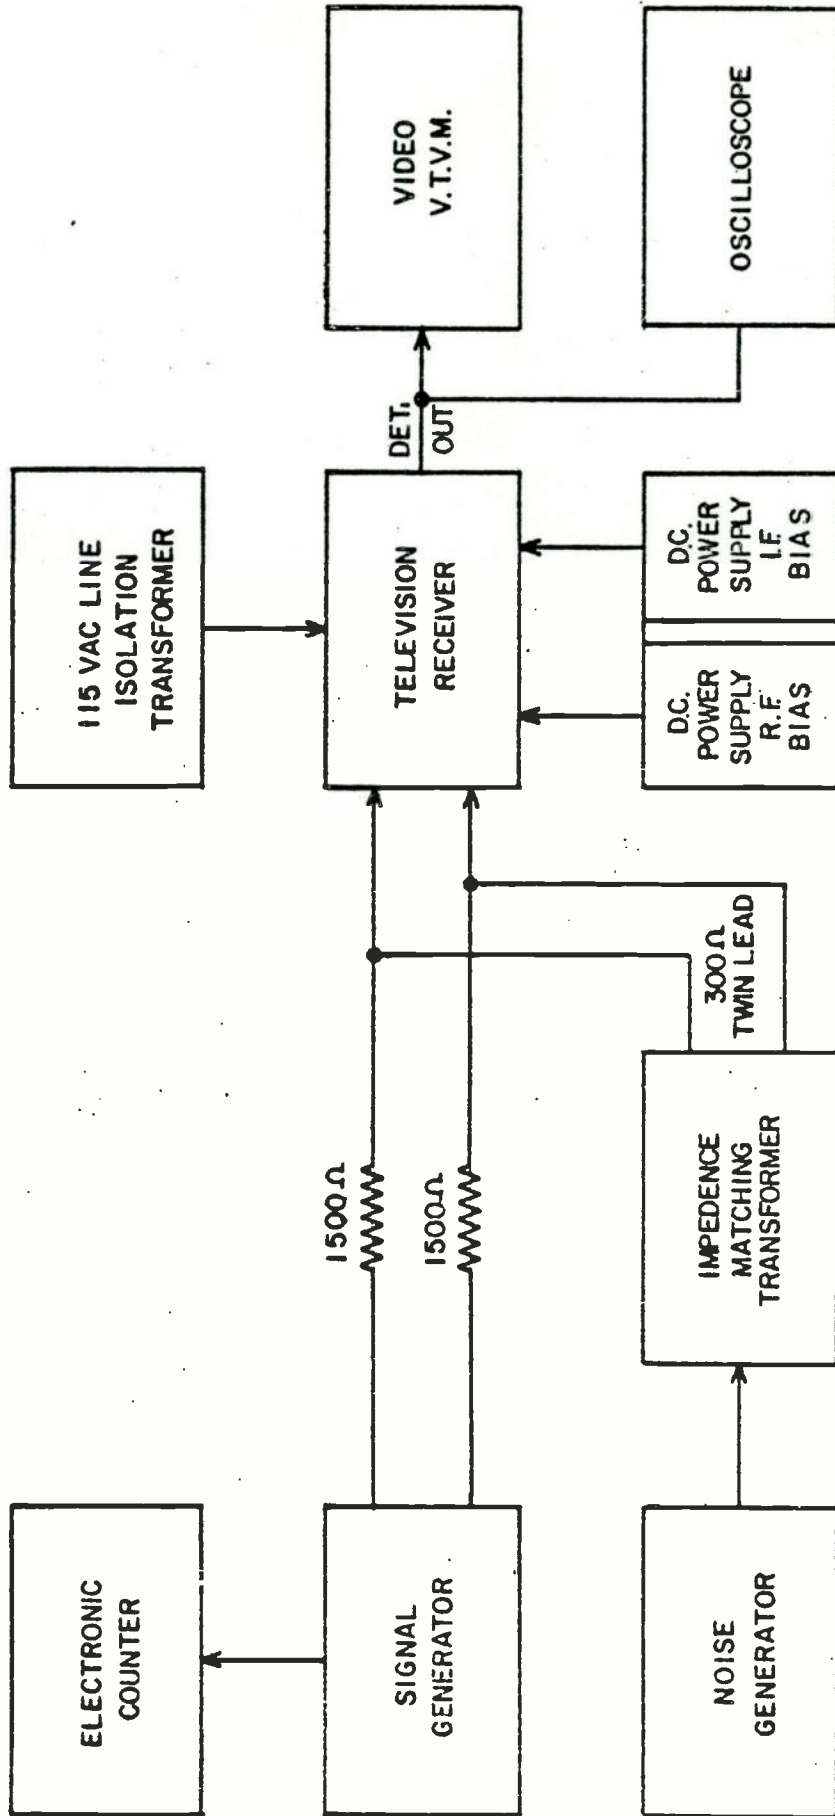 ELECTRONIC
COUNTER
115 VAC LINE
ISOLATION
TRANSFORMER
SIGNAL
GENERATOR
1500Ω
1500Ω
TELEVISION
RECEIVER
DET.
OUT
VIDEO
V.T.V.M.
NOISE
GENERATOR
IMPEDENCE
MATCHING
TRANSFORMER
300Ω
TWIN LEAD
D.C.
POWER
SUPPLY
R.F.
BIAS
D.C.
POWER
SUPPLY
I.F.
BIAS
OSCILLOSCOPE